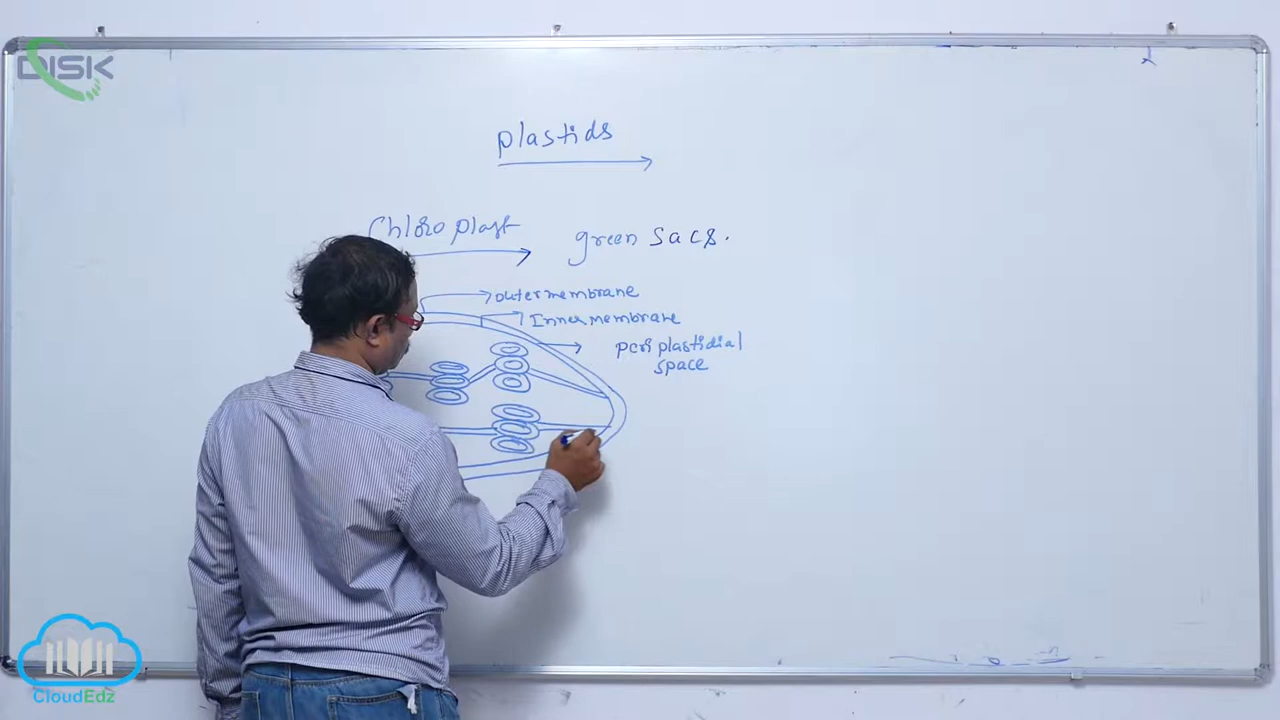 DISK
plastids
Chloroplast
green sacs.
outer membrane
Inner membrane
peri plastidial
space
CloudEdz